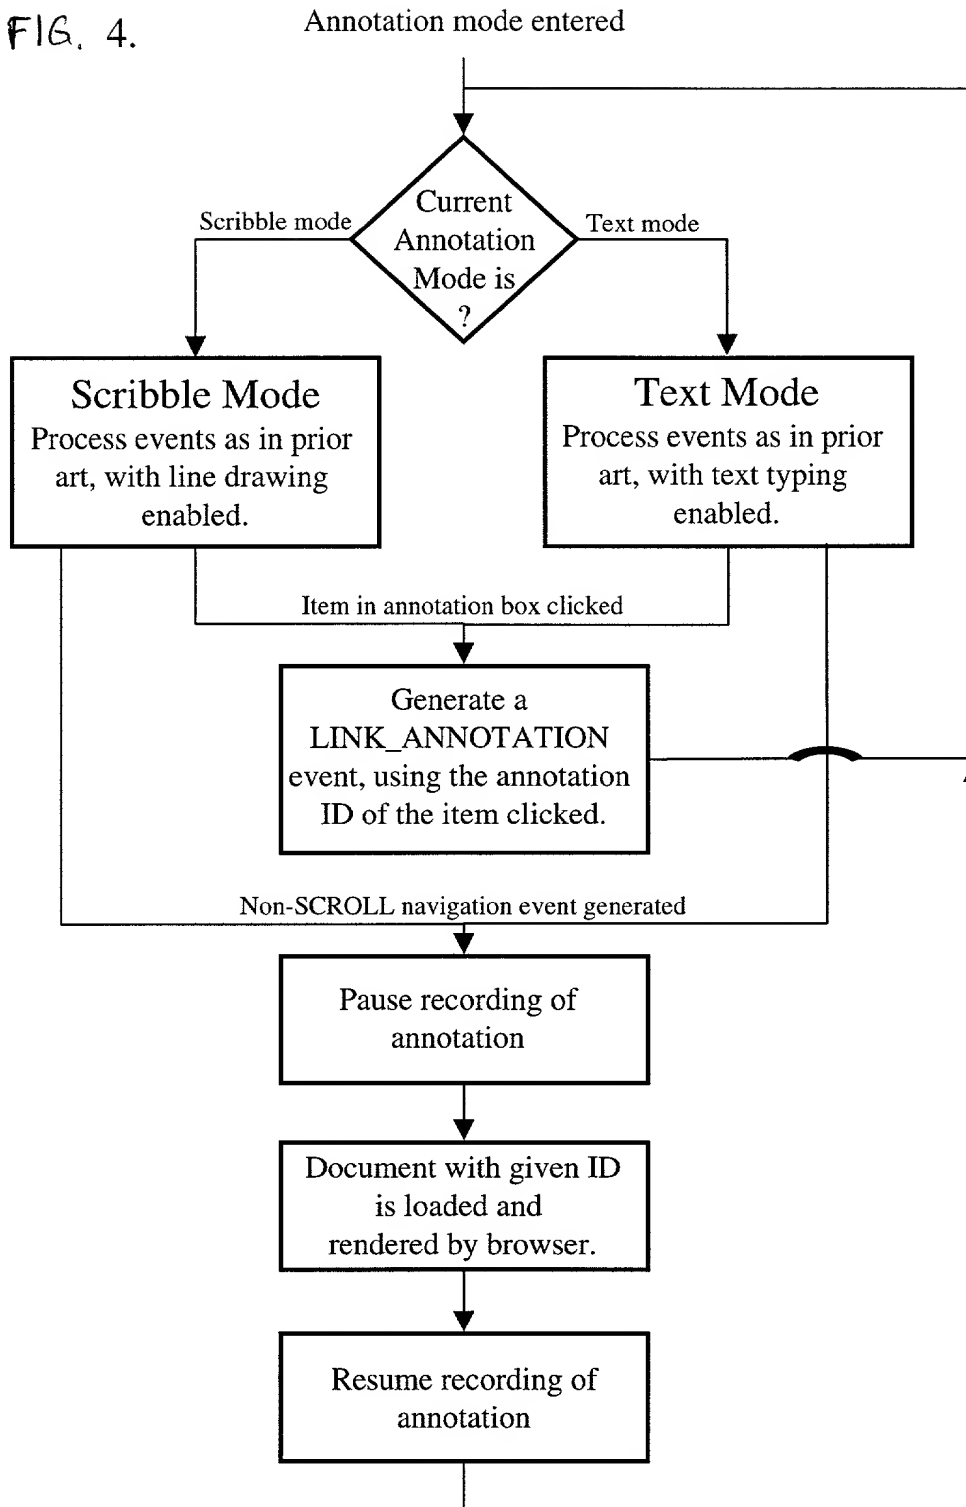 FIG. 4.
Annotation mode entered
Current
Annotation
Mode is
?
Scribble mode
Text mode
Scribble Mode
Process events as in prior
art, with line drawing
enabled.
Text Mode
Process events as in prior
art, with text typing
enabled.
Item in annotation box clicked
Generate a
LINK_ANNOTATION
event, using the annotation
ID of the item clicked.
Non-SCROLL navigation event generated
Pause recording of
annotation
Document with given ID
is loaded and
rendered by browser.
Resume recording of
annotation